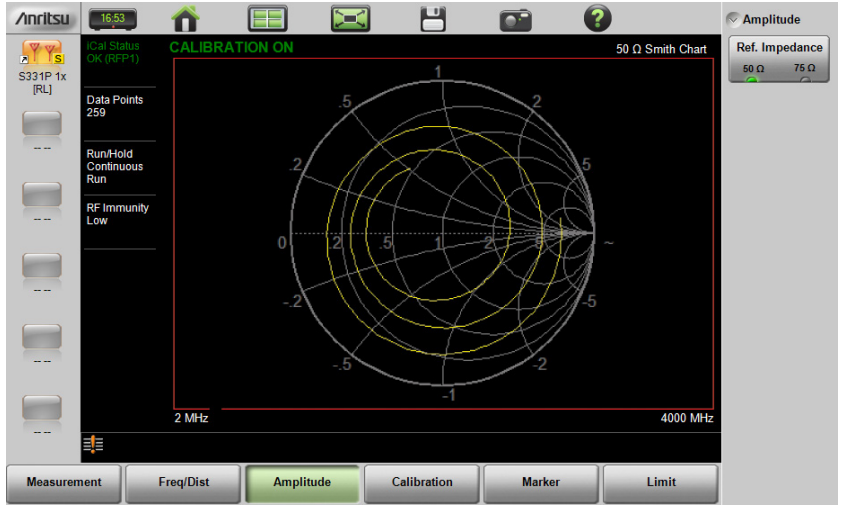 Anritsu
16:53
?
Amplitude
iCal Status
OK (RFP1)
CALIBRATION ON
50 Ω Smith Chart
Ref. Impedance
50 Ω 75 Ω
S
S331P 1x
[RL]
Data Points
259
Run/Hold
Continuous
Run
RF Immunity
Low
1
.5
2
.2
5
0
.2
.5
1
2
5
~
-.2
-5
-.5
-2
-1
-- --
-- --
-- --
-- --
-- --
2 MHz
4000 MHz
Measurement
Freq/Dist
Amplitude
Calibration
Marker
Limit